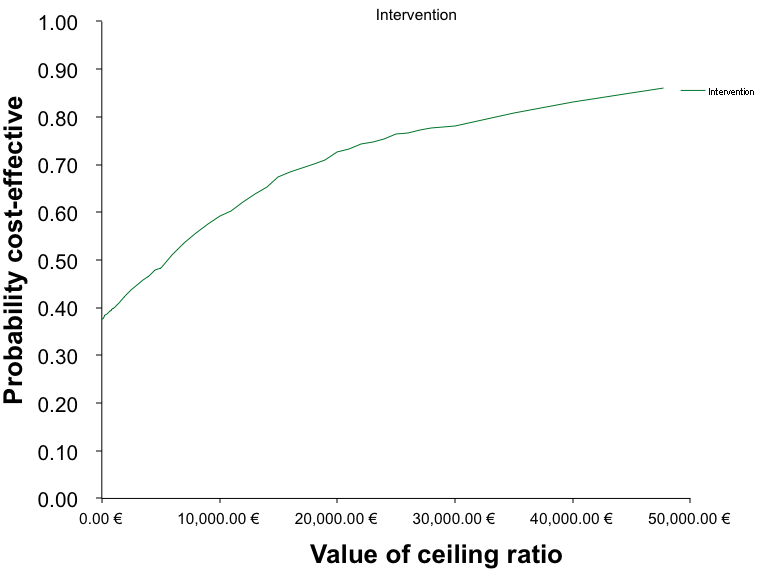 Intervention
1.00
0.90
0.80
0.70
0.60
0.50
0.40
0.30
0.20
0.10
0.00
Probability cost-effective
Intervention
0.00 € 10,000.00 € 20,000.00 € 30,000.00 € 40,000.00 € 50,000.00 €
Value of ceiling ratio